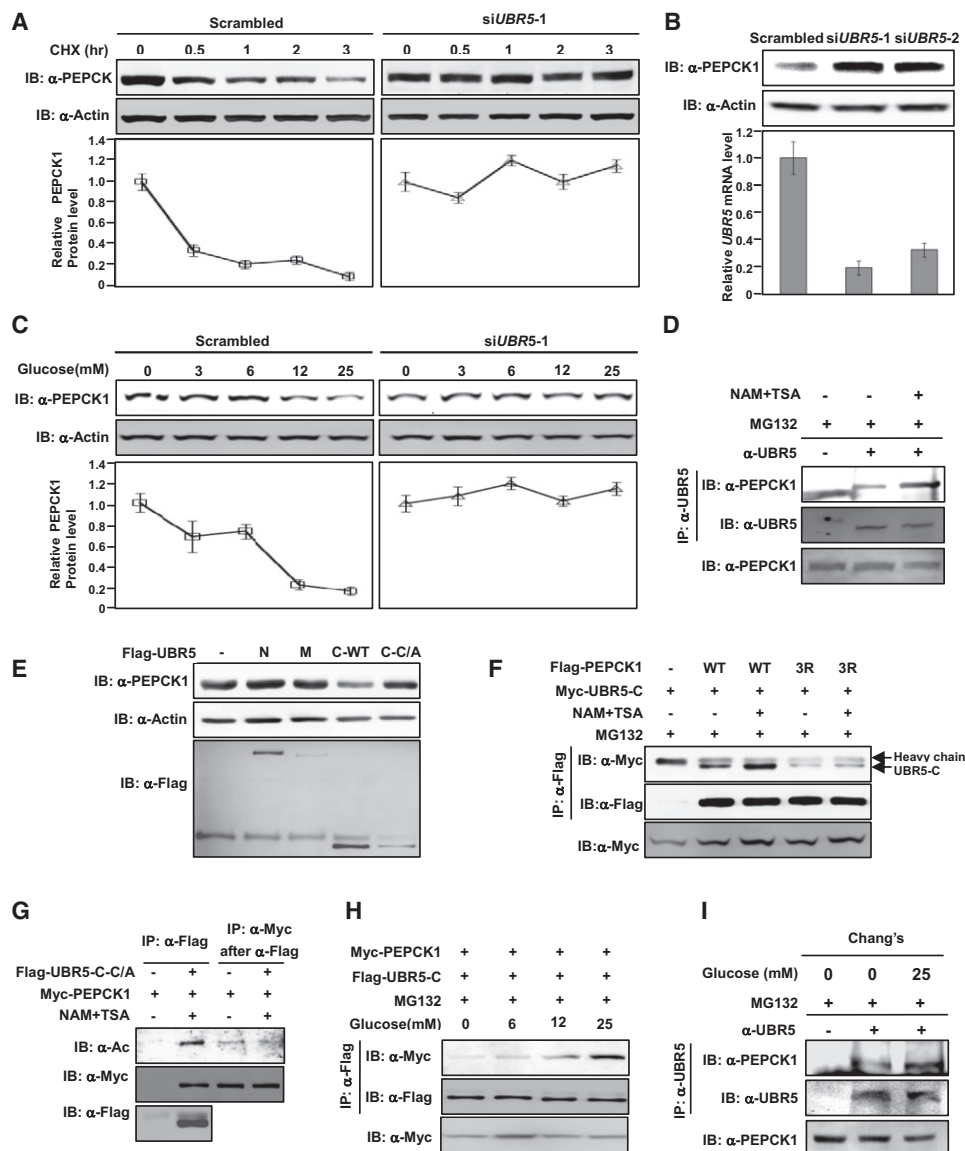 A
Scrambled
siUBR5-1
CHX (hr) 0 0.5 1 2 3 0 0.5 1 2 3
IB: α-PEPCK
IB: α-Actin
Relative PEPCK1
Protein level
1.4
1.2
1.0
0.8
0.6
0.4
0.2
0
B
Scrambled siUBR5-1 siUBR5-2
IB: α-PEPCK1
IB: α-Actin
Relative UBR5 mRNA level
1.2
1.0
0.8
0.6
0.4
0.2
0
C
Scrambled
siUBR5-1
Glucose(mM) 0 3 6 12 25 0 3 6 12 25
IB: α-PEPCK1
IB: α-Actin
Relative PEPCK1
Protein level
1.4
1.2
1.0
0.8
0.6
0.4
0.2
0
D
NAM+TSA - - +
MG132 + + +
α-UBR5 - + +
IP: α-UBR5
IB: α-PEPCK1
IB: α-UBR5
IB: α-PEPCK1
E
Flag-UBR5 - N M C-WT C-C/A
IB: α-PEPCK1
IB: α-Actin
IB: α-Flag
F
Flag-PEPCK1 - WT WT 3R 3R
Myc-UBR5-C + + + + +
NAM+TSA - - + - +
MG132 + + + + +
IP: α-Flag
IB: α-Myc
Heavy chain
UBR5-C
IB:α-Flag
IB:α-Myc
G
IP: α-Flag
IP: α-Myc
after α-Flag
Flag-UBR5-C-C/A - + - +
Myc-PEPCK1 + + + +
NAM+TSA - + - +
IB: α-Ac
IB: α-Myc
IB: α-Flag
H
Myc-PEPCK1 + + + +
Flag-UBR5-C + + + +
MG132 + + + +
Glucose(mM) 0 6 12 25
IP: α-Flag
IB: α-Myc
IB: α-Flag
IB: α-Myc
I
Chang's
Glucose (mM) 0 0 25
MG132 + + +
α-UBR5 - + +
IP: α-UBR5
IB: α-PEPCK1
IB: α-UBR5
IB: α-PEPCK1